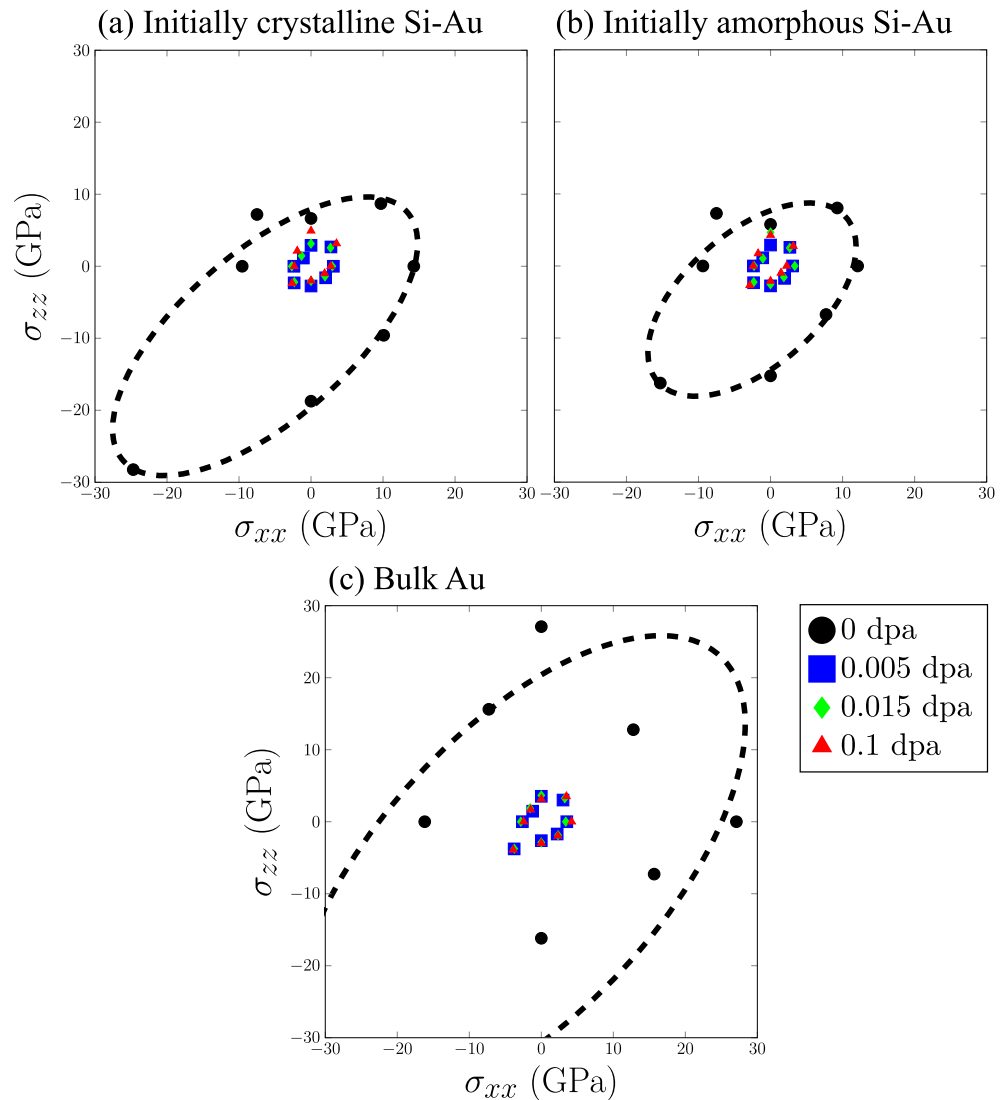 (a) Initially crystalline Si-Au
(b) Initially amorphous Si-Au
30
20
10
0
−10
−20
−30
σzz (GPa)
−30 −20 −10 0 10 20 30
σxx (GPa)
−30 −20 −10 0 10 20 30
σxx (GPa)
(c) Bulk Au
30
20
10
0
−10
−20
−30
σzz (GPa)
−30 −20 −10 0 10 20 30
σxx (GPa)
0 dpa
0.005 dpa
0.015 dpa
0.1 dpa